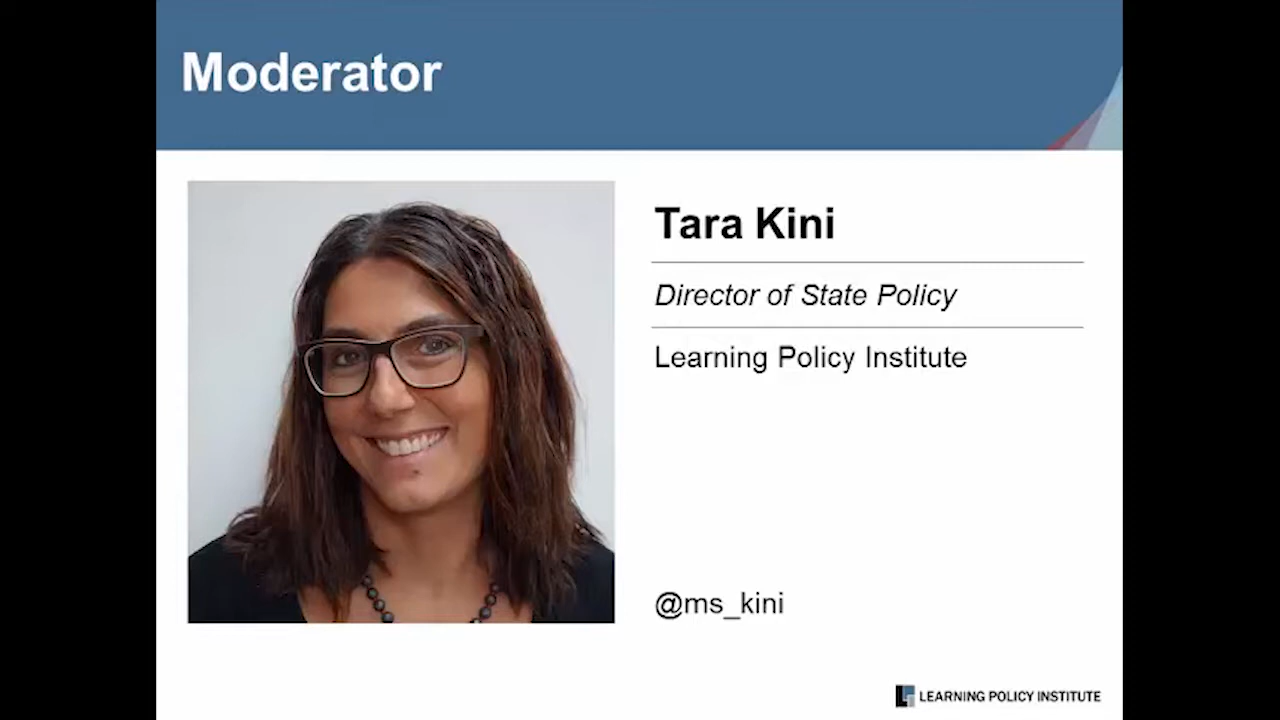 Moderator
Tara Kini
Director of State Policy
Learning Policy Institute
@ms_kini
LEARNING POLICY INSTITUTE